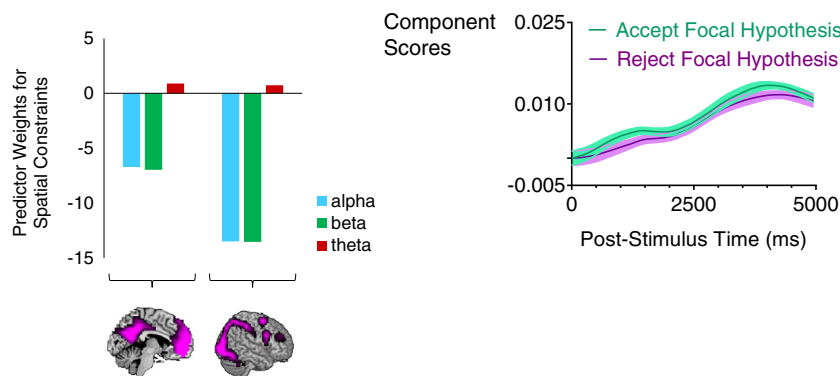 5
0
-5
-10
-15
Predictor Weights for
Spatial Constraints
alpha
beta
theta
Component
Scores
0.025
0.010
-0.005
Accept Focal Hypothesis
Reject Focal Hypothesis
0
2500
5000
Post-Stimulus Time (ms)